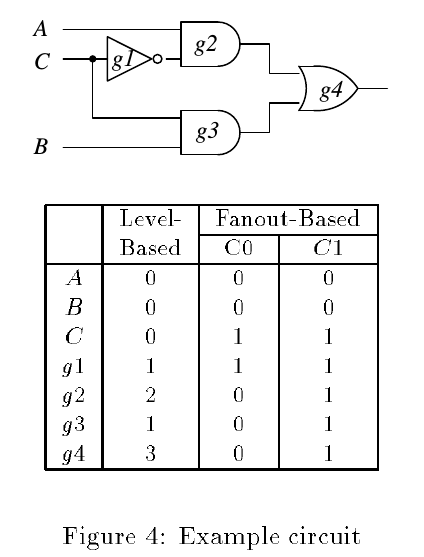 A
C
B
g1
g2
g3
g4
Level- Fanout-Based
Based C0 C1
A 0 0 0
B 0 0 0
C 0 1 1
g1 1 1 1
g2 2 0 1
g3 1 0 1
g4 3 0 1
Figure 4: Example circuit